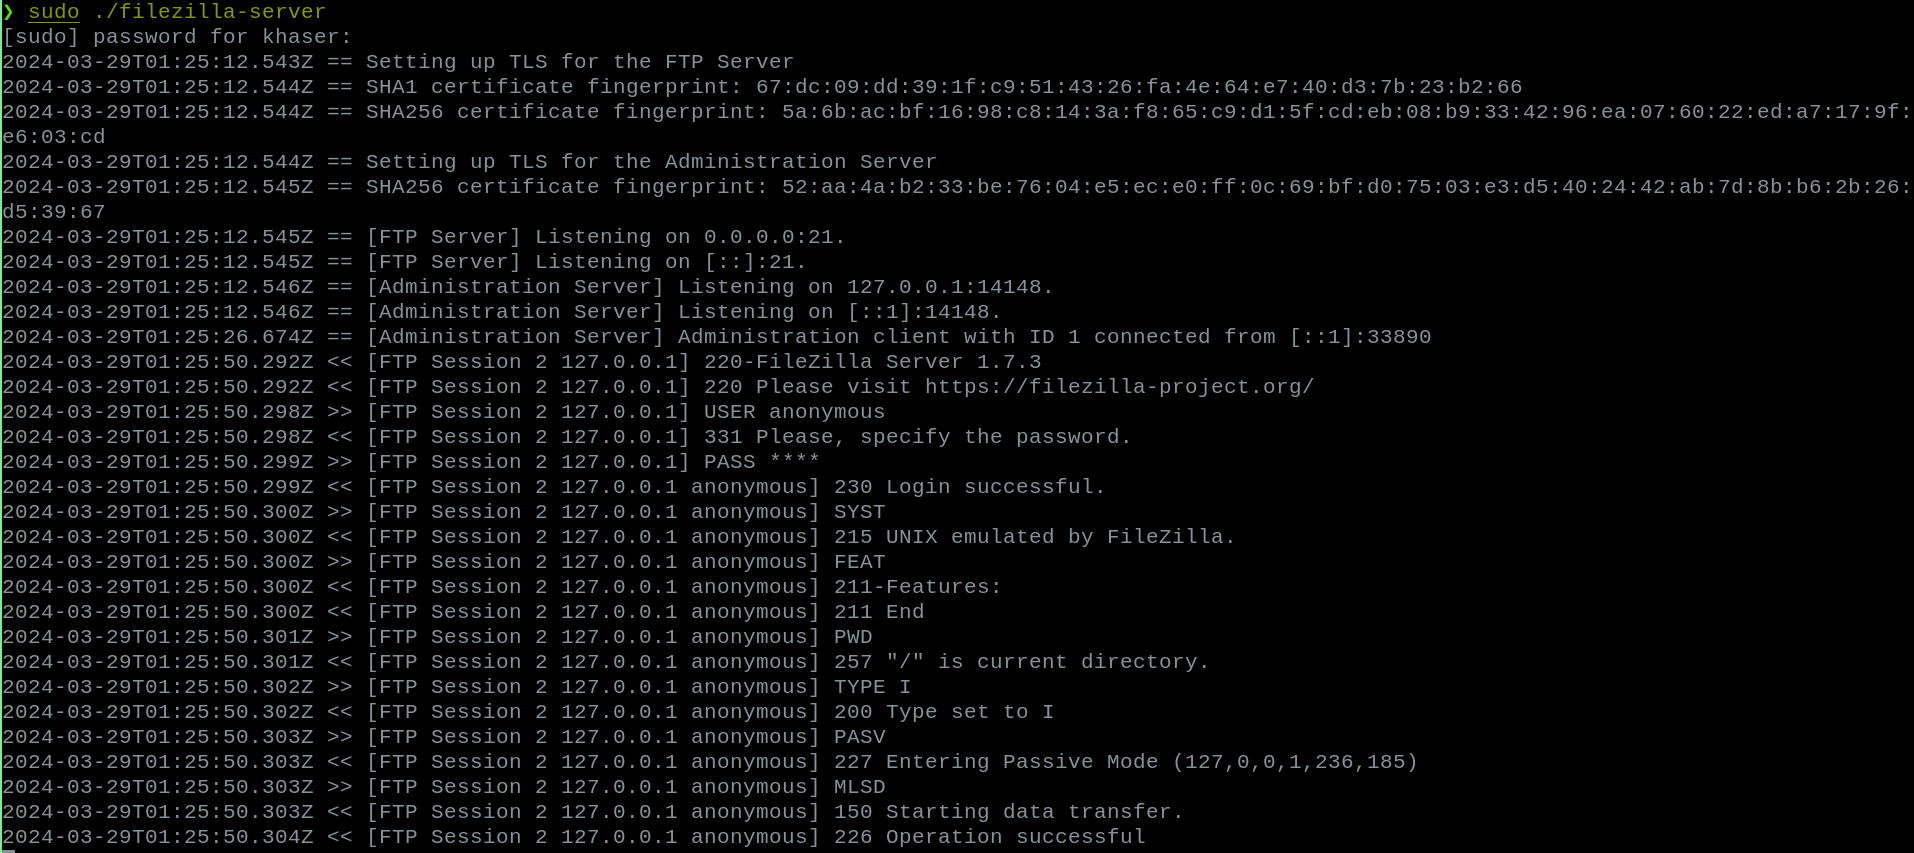 ❯ sudo ./filezilla-server
[sudo] password for khaser:
2024-03-29T01:25:12.543Z == Setting up TLS for the FTP Server
2024-03-29T01:25:12.544Z == SHA1 certificate fingerprint: 67:dc:09:dd:39:1f:c9:51:43:26:fa:4e:64:e7:40:d3:7b:23:b2:66
2024-03-29T01:25:12.544Z == SHA256 certificate fingerprint: 5a:6b:ac:bf:16:98:c8:14:3a:f8:65:c9:d1:5f:cd:eb:08:b9:33:42:96:ea:07:60:22:ed:a7:17:9f:
e6:03:cd
2024-03-29T01:25:12.544Z == Setting up TLS for the Administration Server
2024-03-29T01:25:12.545Z == SHA256 certificate fingerprint: 52:aa:4a:b2:33:be:76:04:e5:ec:e0:ff:0c:69:bf:d0:75:03:e3:d5:40:24:42:ab:7d:8b:b6:2b:26:
d5:39:67
2024-03-29T01:25:12.545Z == [FTP Server] Listening on 0.0.0.0:21.
2024-03-29T01:25:12.545Z == [FTP Server] Listening on [::]:21.
2024-03-29T01:25:12.546Z == [Administration Server] Listening on 127.0.0.1:14148.
2024-03-29T01:25:12.546Z == [Administration Server] Listening on [::1]:14148.
2024-03-29T01:25:26.674Z == [Administration Server] Administration client with ID 1 connected from [::1]:33890
2024-03-29T01:25:50.292Z << [FTP Session 2 127.0.0.1] 220-FileZilla Server 1.7.3
2024-03-29T01:25:50.292Z << [FTP Session 2 127.0.0.1] 220 Please visit https://filezilla-project.org/
2024-03-29T01:25:50.298Z >> [FTP Session 2 127.0.0.1] USER anonymous
2024-03-29T01:25:50.298Z << [FTP Session 2 127.0.0.1] 331 Please, specify the password.
2024-03-29T01:25:50.299Z >> [FTP Session 2 127.0.0.1] PASS ****
2024-03-29T01:25:50.299Z << [FTP Session 2 127.0.0.1 anonymous] 230 Login successful.
2024-03-29T01:25:50.300Z >> [FTP Session 2 127.0.0.1 anonymous] SYST
2024-03-29T01:25:50.300Z << [FTP Session 2 127.0.0.1 anonymous] 215 UNIX emulated by FileZilla.
2024-03-29T01:25:50.300Z >> [FTP Session 2 127.0.0.1 anonymous] FEAT
2024-03-29T01:25:50.300Z << [FTP Session 2 127.0.0.1 anonymous] 211-Features:
2024-03-29T01:25:50.300Z << [FTP Session 2 127.0.0.1 anonymous] 211 End
2024-03-29T01:25:50.301Z >> [FTP Session 2 127.0.0.1 anonymous] PWD
2024-03-29T01:25:50.301Z << [FTP Session 2 127.0.0.1 anonymous] 257 "/" is current directory.
2024-03-29T01:25:50.302Z >> [FTP Session 2 127.0.0.1 anonymous] TYPE I
2024-03-29T01:25:50.302Z << [FTP Session 2 127.0.0.1 anonymous] 200 Type set to I
2024-03-29T01:25:50.303Z >> [FTP Session 2 127.0.0.1 anonymous] PASV
2024-03-29T01:25:50.303Z << [FTP Session 2 127.0.0.1 anonymous] 227 Entering Passive Mode (127,0,0,1,236,185)
2024-03-29T01:25:50.303Z >> [FTP Session 2 127.0.0.1 anonymous] MLSD
2024-03-29T01:25:50.303Z << [FTP Session 2 127.0.0.1 anonymous] 150 Starting data transfer.
2024-03-29T01:25:50.304Z << [FTP Session 2 127.0.0.1 anonymous] 226 Operation successful